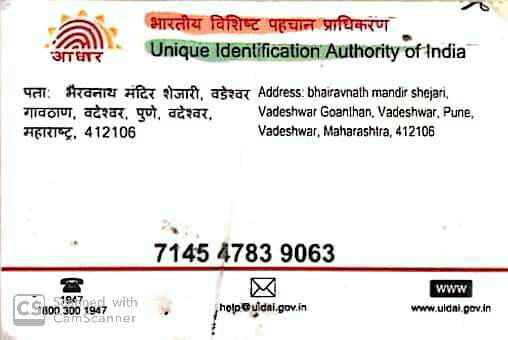 भारतीय विशिष्ट पहचान प्राधिकरण
Unique Identification Authority of India
आधार
पता: भैरवनाथ मंदिर शेजारी, वडेश्वर
गावठाण, वदेश्वर, पुणे, वदेश्वर,
महाराष्ट्र, 412106
Address: bhairavnath mandir shejari,
Vadeshwar Goanthan, Vadeshwar, Pune,
Vadeshwar, Maharashtra, 412106
7145 4783 9063
1947
1800 300 1947
help@uidai.gov.in
www
www.uidai.gov.in
CS
Scanned with
CamScanner